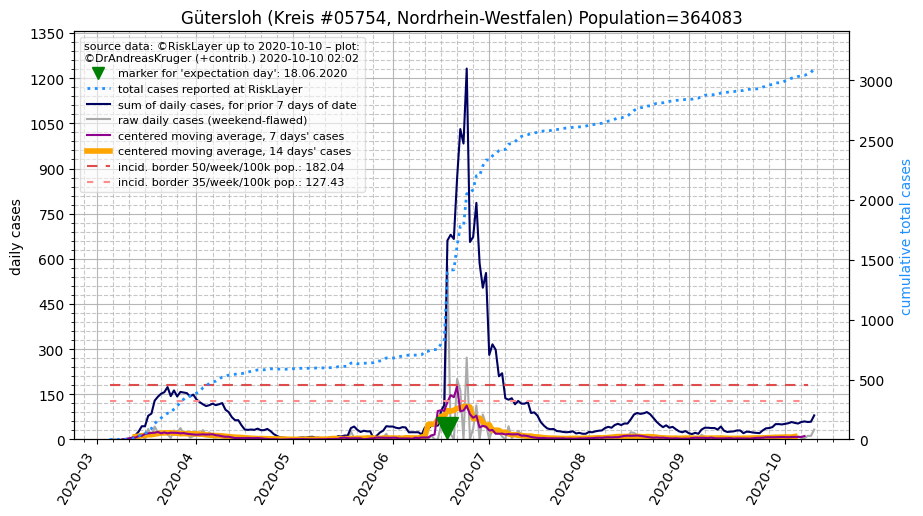 Gütersloh (Kreis #05754, Nordrhein-Westfalen) Population=364083
source data: ©RiskLayer up to 2020-10-10 – plot:
©DrAndreasKruger (+contrib.) 2020-10-10 02:02
marker for 'expectation day': 18.06.2020
total cases reported at RiskLayer
sum of daily cases, for prior 7 days of date
raw daily cases (weekend-flawed)
centered moving average, 7 days' cases
centered moving average, 14 days' cases
incid. border 50/week/100k pop.: 182.04
incid. border 35/week/100k pop.: 127.43
daily cases
1350
1200
1050
900
750
600
450
300
150
0
cumulative total cases
3000
2500
2000
1500
1000
500
0
2020-03
2020-04
2020-05
2020-06
2020-07
2020-08
2020-09
2020-10